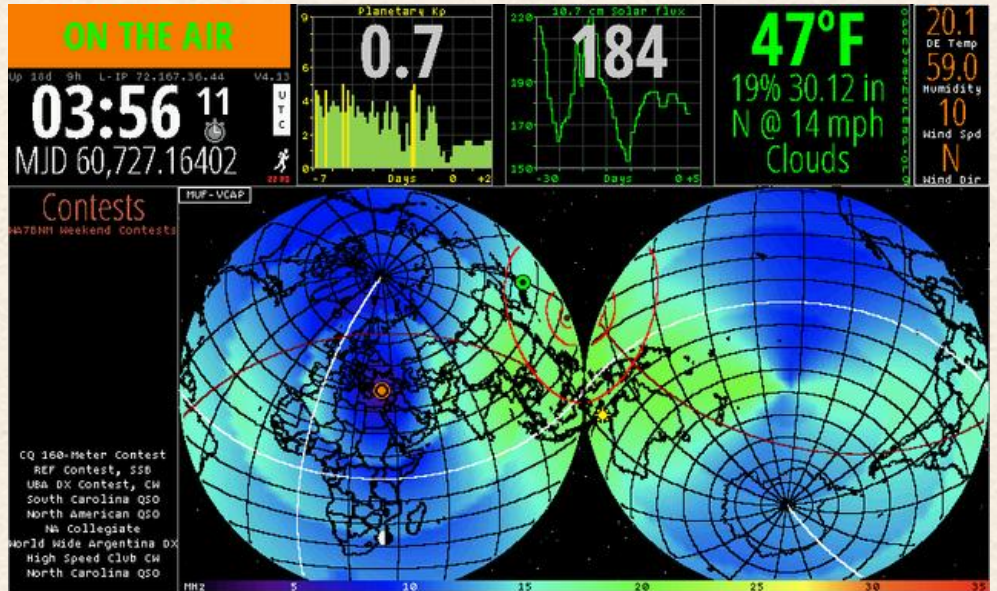 ON THE AIR
Up 18d 9h L-IP 72.167.36.44 V4.13
03:56 11
UTC
MJD 60,727.16402
Planetary Kp
0.7
9
6
4
2
0
-7 Days 0 +2
10.7 cm Solar flux
184
220
190
170
150
-30 Days 0 +5
47°F
19% 30.12 in
N @ 14 mph
Clouds
openweathermap.org
20.1
DE Temp
59.0
Humidity
10
Wind Spd
N
Wind Dir
Contests
WA7BNM Weekend Contests
CQ 160-Meter Contest
REF Contest, SSB
UBA DX Contest, CW
South Carolina QSO
North American QSO
NA Collegiate
World Wide Argentina DX
High Speed Club CW
North Carolina QSO
MUF-VCAP
MHz 5 10 15 20 25 30 35